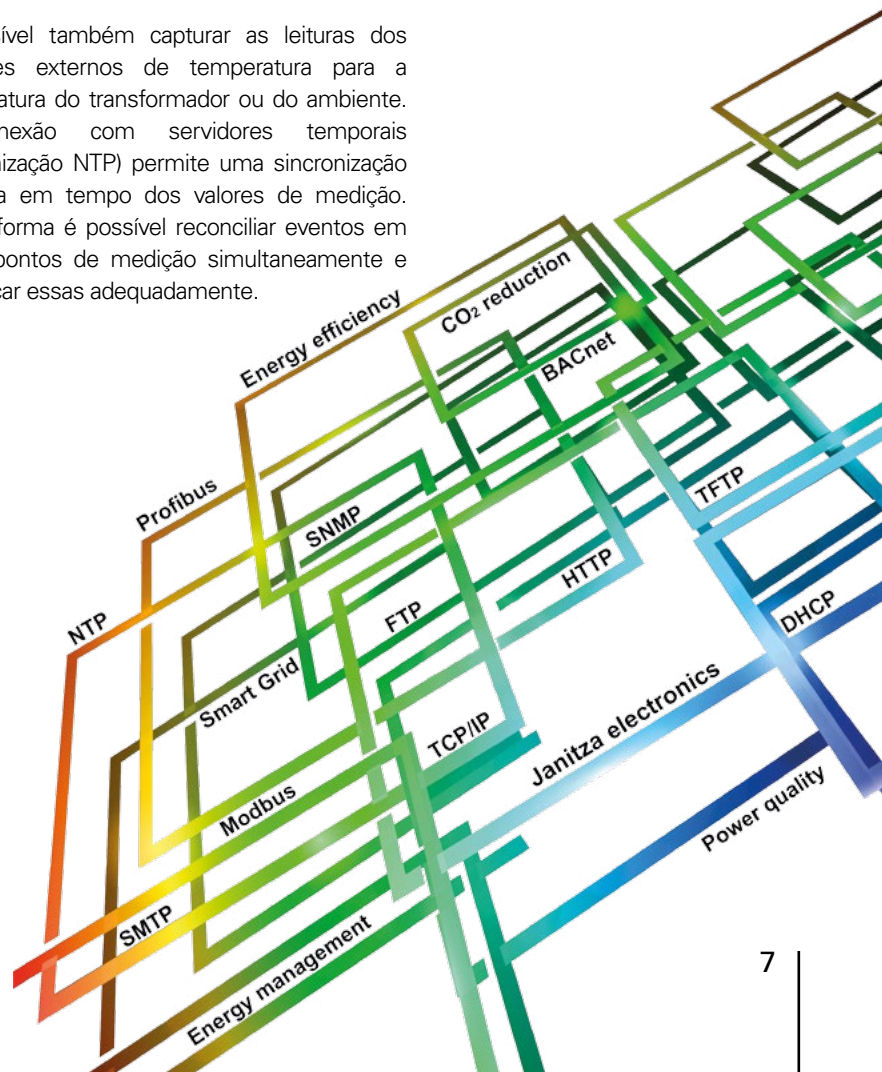 ível também capturar as leituras dos
es externos de temperatura para a
atura do transformador ou do ambiente.
nexão com servidores temporais
nização NTP) permite uma sincronização
a em tempo dos valores de medição.
forma é possível reconciliar eventos em
pontos de medição simultaneamente e
car essas adequadamente.
Energy efficiency
CO₂ reduction
BACnet
Profibus
SNMP
TFTP
NTP
FTP
HTTP
DHCP
Smart Grid
TCP/IP
Janitza electronics
Modbus
Power quality
SMTP
Energy management
7